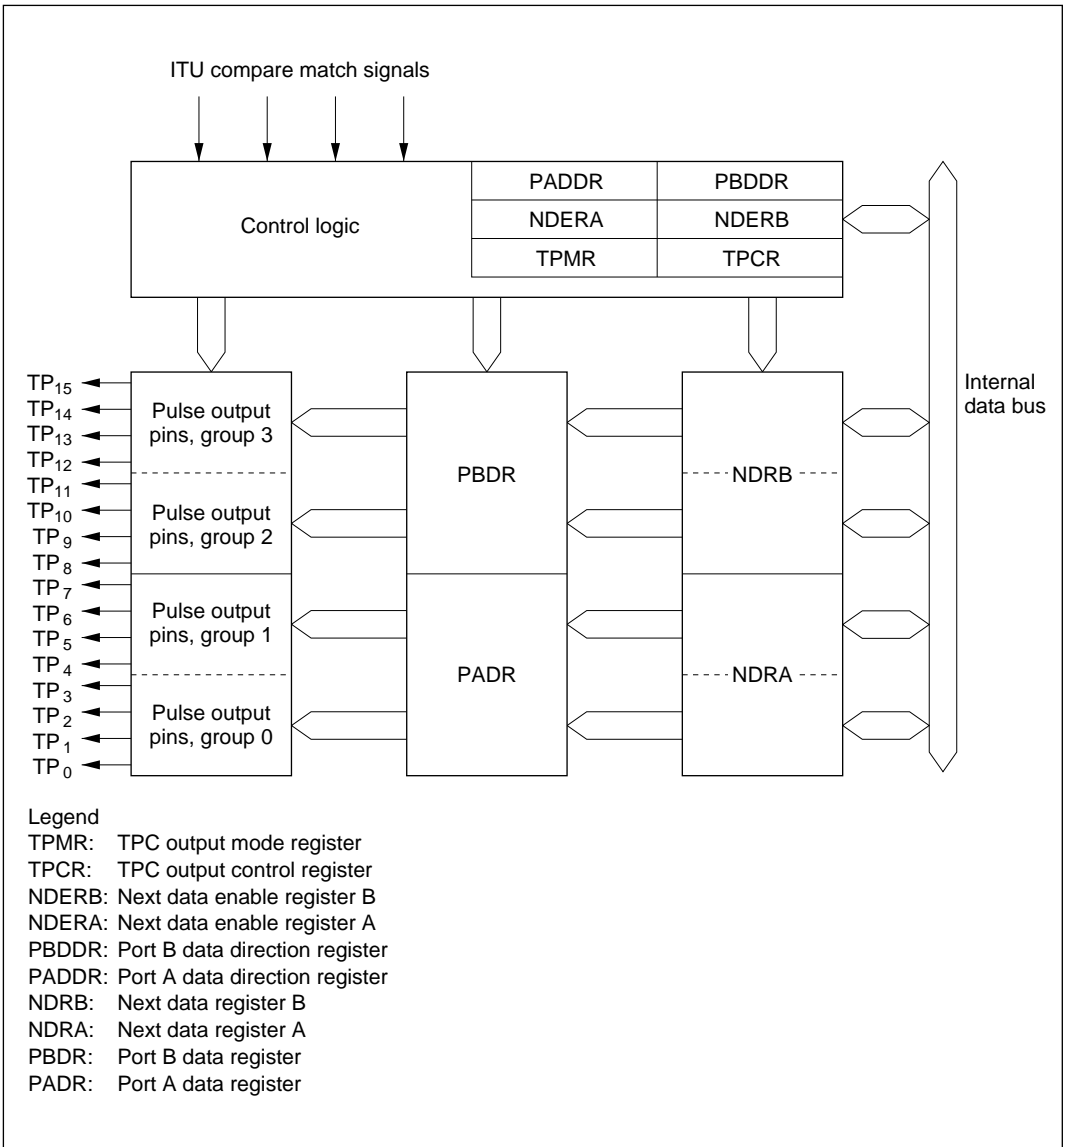 ITU compare match signals
PADDR PBDDR
Control logic NDERA NDERB
TPMR TPCR
Internal
data bus
TP15
TP14
TP13
TP12
TP11
TP10
TP9
TP8
TP7
TP6
TP5
TP4
TP3
TP2
TP1
TP0
Pulse output
pins, group 3
Pulse output
pins, group 2
Pulse output
pins, group 1
Pulse output
pins, group 0
PBDR
PADR
NDRB
NDRA
Legend
TPMR: TPC output mode register
TPCR: TPC output control register
NDERB: Next data enable register B
NDERA: Next data enable register A
PBDDR: Port B data direction register
PADDR: Port A data direction register
NDRB: Next data register B
NDRA: Next data register A
PBDR: Port B data register
PADR: Port A data register